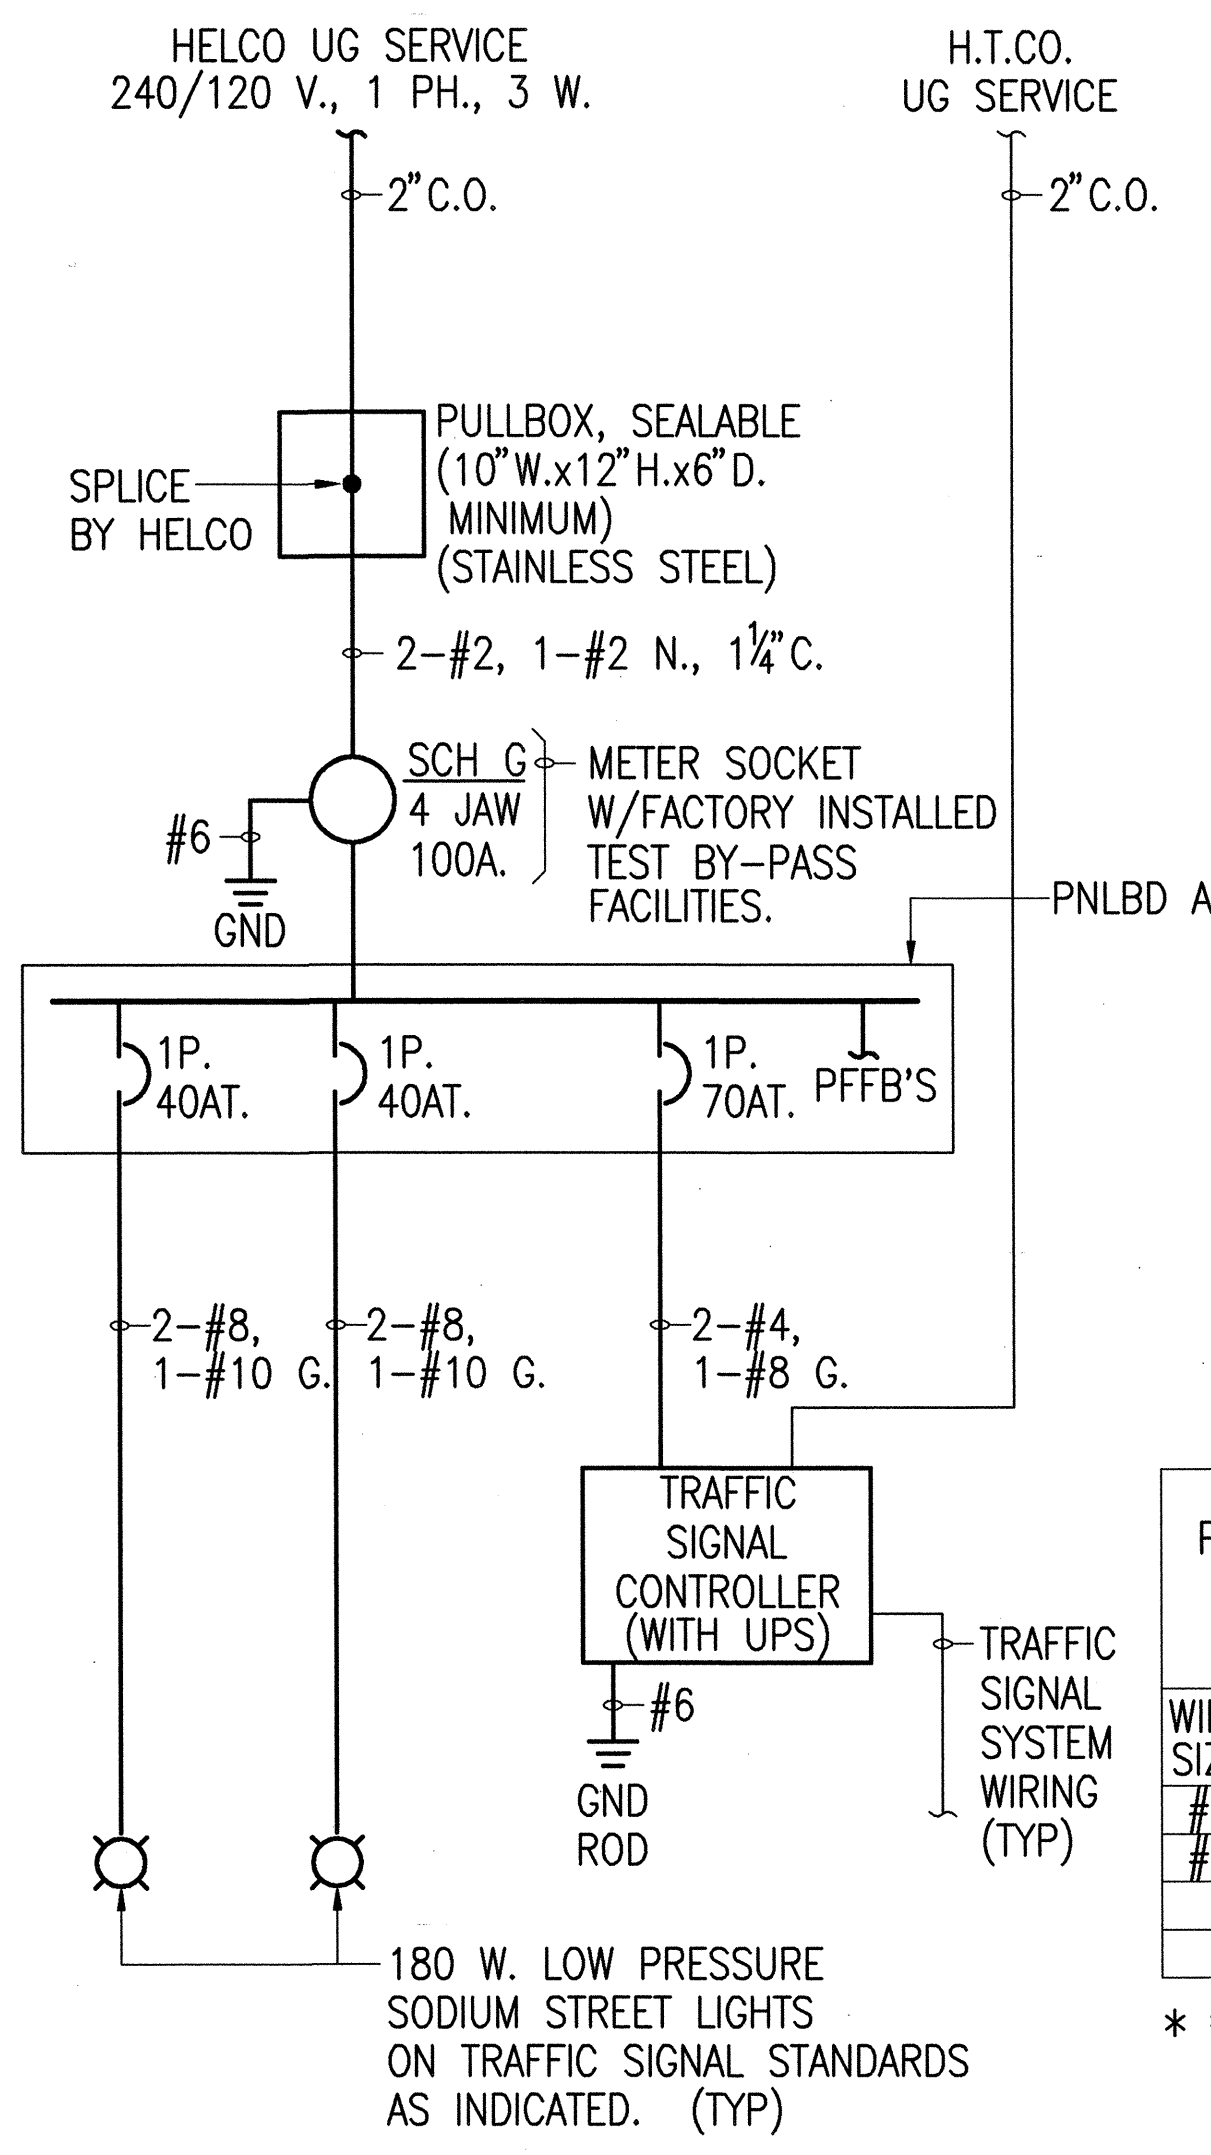 HELCO UG SERVICE
240/120 V., 1 PH., 3 W.
H.T.CO.
UG SERVICE
2"C.O.
2"C.O.
PULLBOX, SEALABLE
(10"W.x12"H.x6"D.
MINIMUM)
(STAINLESS STEEL)
SPLICE
BY HELCO
2-#2, 1-#2 N., 1¼"C.
SCH G
4 JAW
100A.
METER SOCKET
W/FACTORY INSTALLED
TEST BY-PASS
FACILITIES.
#6
GND
PNLBD A
1P.
40AT.
1P.
40AT.
1P.
70AT.
PFFB'S
2-#8,
1-#10 G.
2-#8,
1-#10 G.
2-#4,
1-#8 G.
TRAFFIC
SIGNAL
CONTROLLER
(WITH UPS)
#6
GND
ROD
TRAFFIC
SIGNAL
SYSTEM
WIRING
(TYP)
180 W. LOW PRESSURE
SODIUM STREET LIGHTS
ON TRAFFIC SIGNAL STANDARDS
AS INDICATED. (TYP)
#
#
*